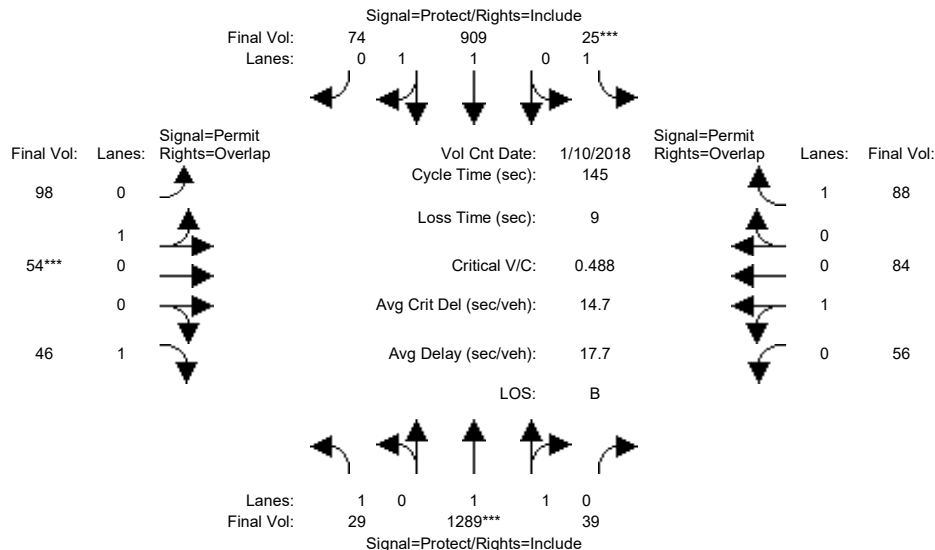 Signal=Protect/Rights=Include
Final Vol: 74 909 25***
Lanes: 0 1 1 0 1
Signal=Permit Signal=Permit
Final Vol: Lanes: Rights=Overlap Vol Cnt Date: 1/10/2018 Rights=Overlap Lanes: Final Vol:
Cycle Time (sec): 145
98 0 1 88
Loss Time (sec): 9
1 0
54*** 0 Critical V/C: 0.488 0 84
0 Avg Crit Del (sec/veh): 14.7 1
46 1 Avg Delay (sec/veh): 17.7 0 56
LOS: B
Lanes: 1 0 1 1 0
Final Vol: 29 1289*** 39
Signal=Protect/Rights=Include